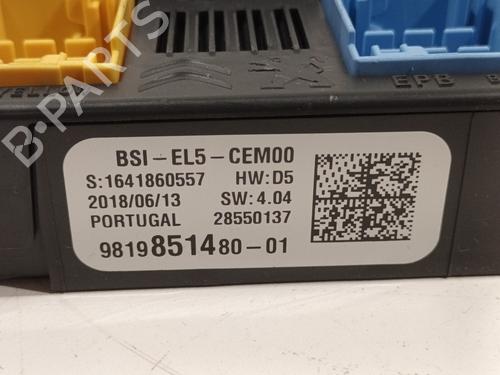 EPB
BSI-EL5-CEM00
S:1641860557 HW:D5
2018/06/13 SW:4.04
PORTUGAL 28550137
9819851480-01
B-PARTS